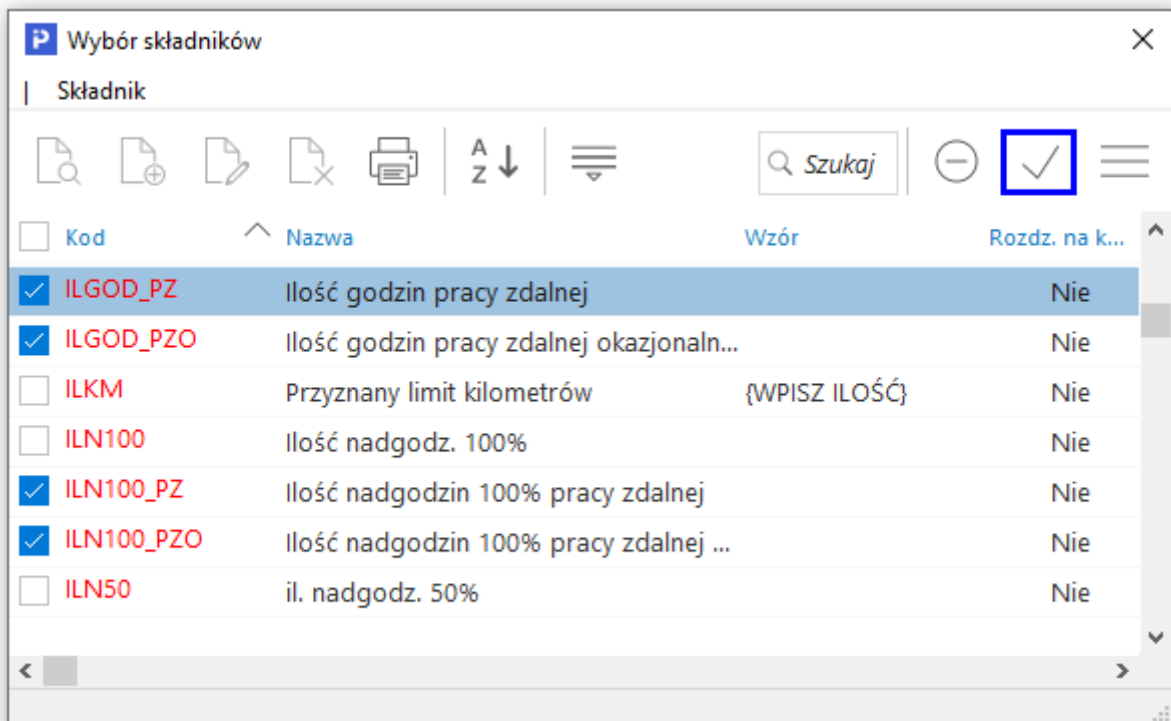 Wybór składników
| Składnik
A Z Szukaj
Kod Nazwa Wzór Rozdz. na k...
ILGOD_PZ Ilość godzin pracy zdalnej Nie
ILGOD_PZO Ilość godzin pracy zdalnej okazjonaln... Nie
ILKM Przyznany limit kilometrów {WPISZ ILOŚĆ} Nie
ILN100 Ilość nadgodz. 100% Nie
ILN100_PZ Ilość nadgodzin 100% pracy zdalnej Nie
ILN100_PZO Ilość nadgodzin 100% pracy zdalnej ... Nie
ILN50 il. nadgodz. 50% Nie